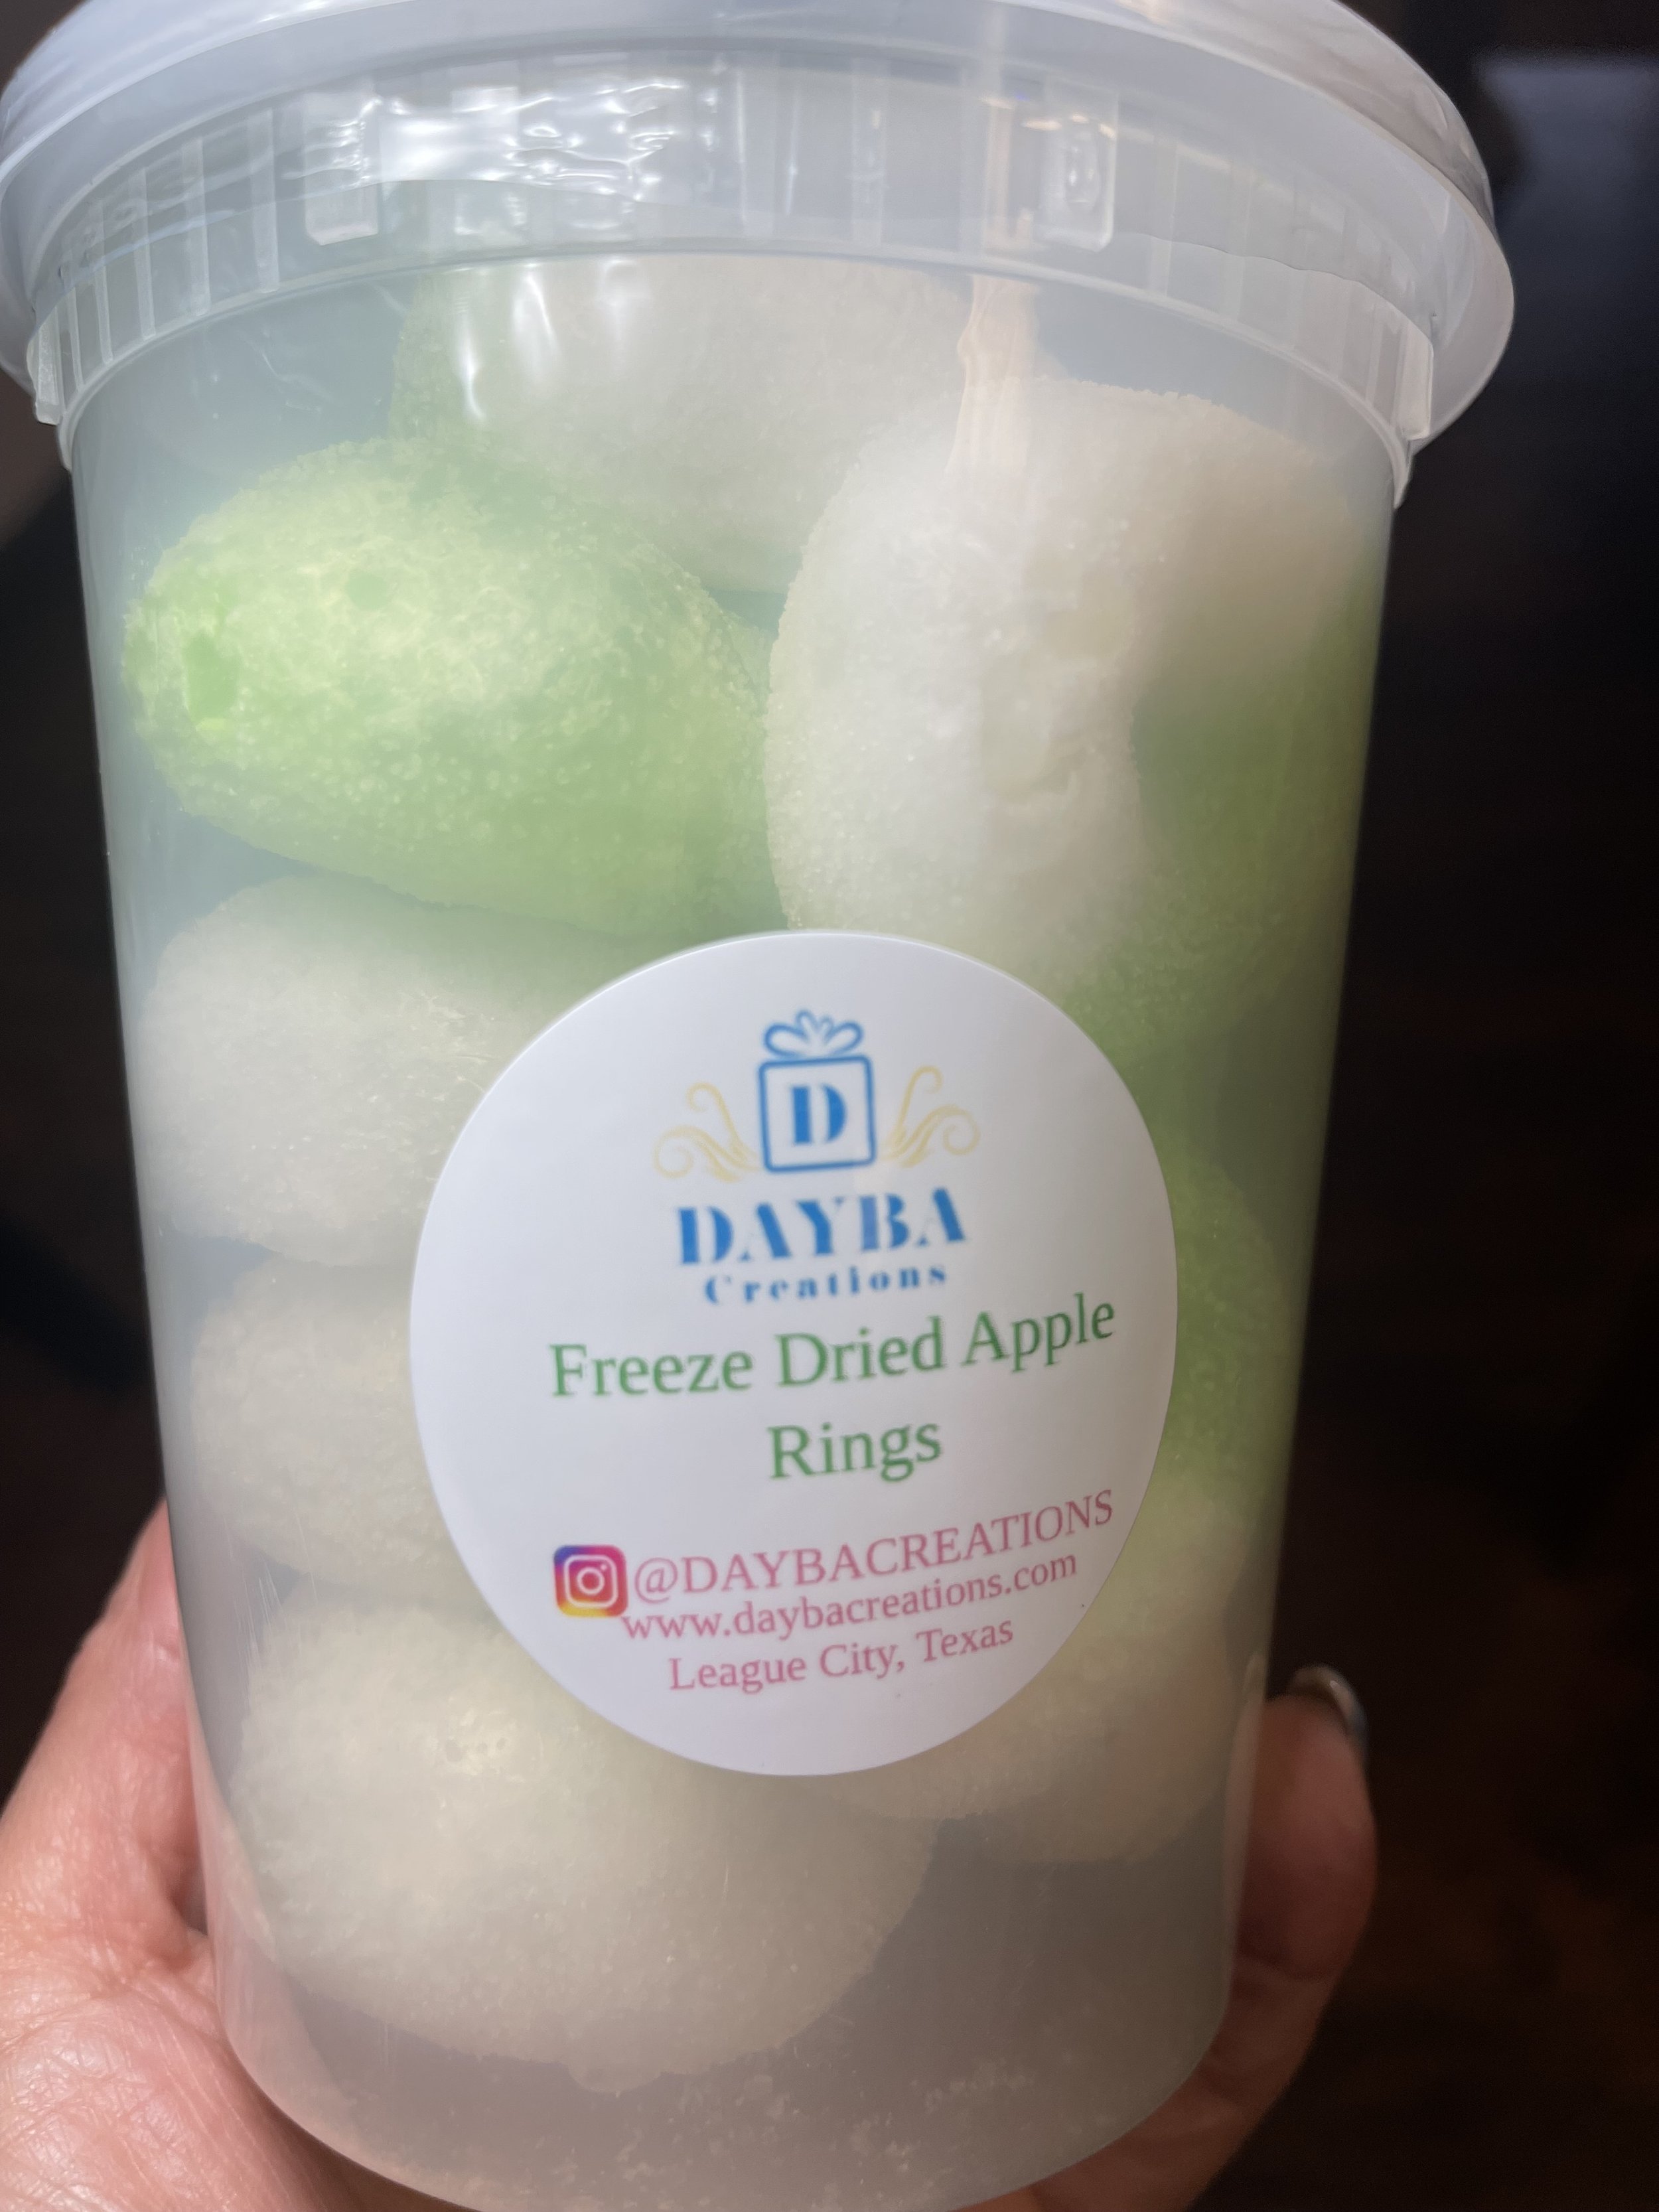 D
DAYBA
Creations
Freeze Dried Apple
Rings
@DAYBACREATIONS
www.daybacreations.com
League City, Texas